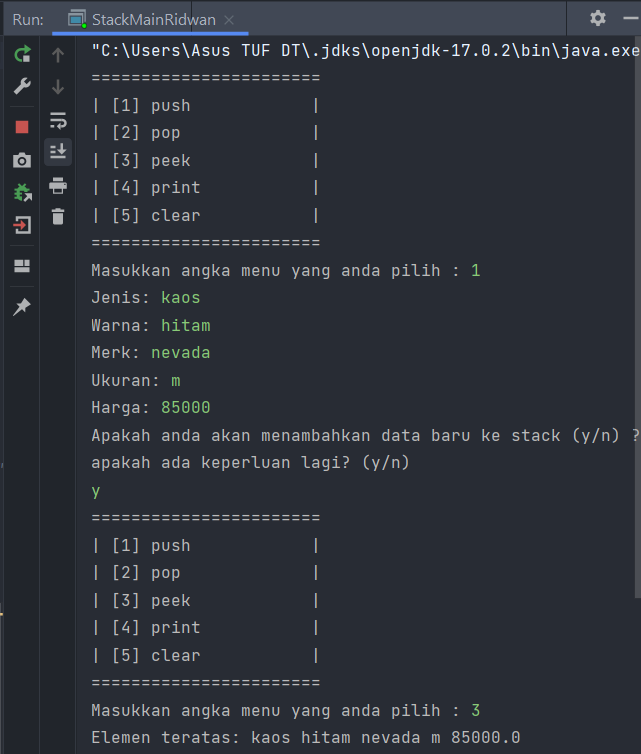 Run: StackMainRidwan
"C:\Users\Asus TUF DT\.jdks\openjdk-17.0.2\bin\java.exe
=======================
| [1] push            |
| [2] pop             |
| [3] peek            |
| [4] print           |
| [5] clear           |
=======================
Masukkan angka menu yang anda pilih : 1
Jenis: kaos
Warna: hitam
Merk: nevada
Ukuran: m
Harga: 85000
Apakah anda akan menambahkan data baru ke stack (y/n) ?
apakah ada keperluan lagi? (y/n)
y
=======================
| [1] push            |
| [2] pop             |
| [3] peek            |
| [4] print           |
| [5] clear           |
=======================
Masukkan angka menu yang anda pilih : 3
Elemen teratas: kaos hitam nevada m 85000.0